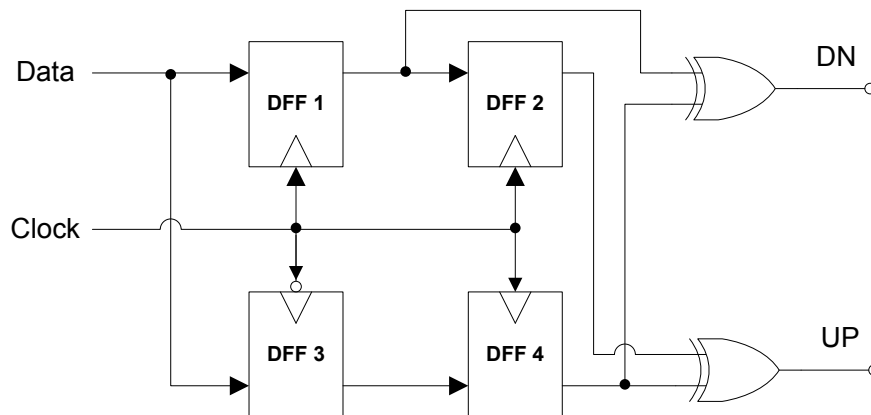 Data
DFF 1
DFF 2
DN
Clock
DFF 3
DFF 4
UP